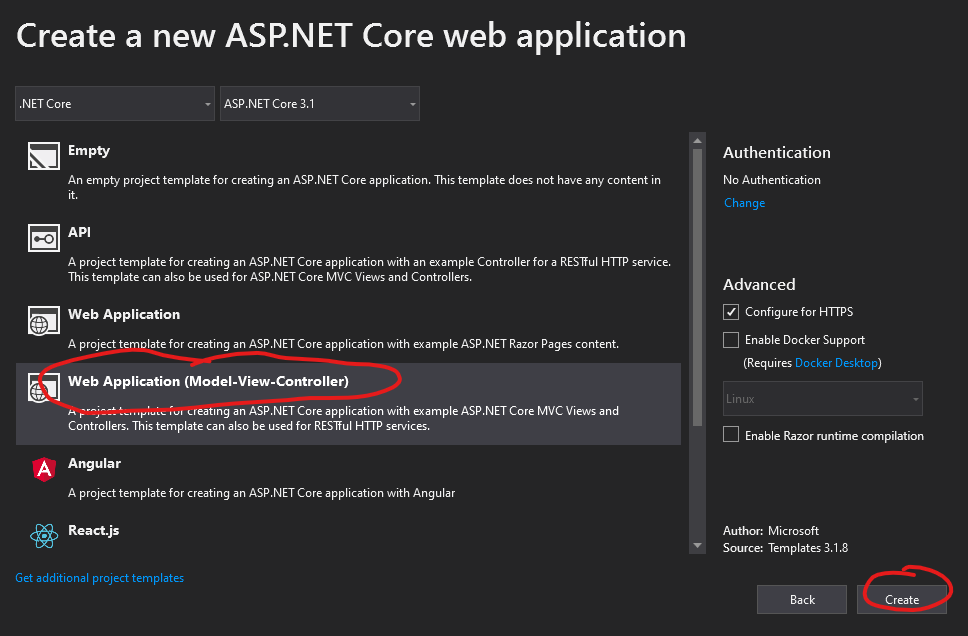 Create a new ASP.NET Core web application
.NET Core
ASP.NET Core 3.1
Empty
An empty project template for creating an ASP.NET Core application. This template does not have any content in
it.
API
A project template for creating an ASP.NET Core application with an example Controller for a RESTful HTTP service.
This template can also be used for ASP.NET Core MVC Views and Controllers.
Web Application
A project template for creating an ASP.NET Core application with example ASP.NET Razor Pages content.
Web Application (Model-View-Controller)
A project template for creating an ASP.NET Core application with example ASP.NET Core MVC Views and
Controllers. This template can also be used for RESTful HTTP services.
Angular
A project template for creating an ASP.NET Core application with Angular
React.js
Get additional project templates
Authentication
No Authentication
Change
Advanced
Configure for HTTPS
Enable Docker Support
(Requires Docker Desktop)
Linux
Enable Razor runtime compilation
Author: Microsoft
Source: Templates 3.1.8
Back
Create